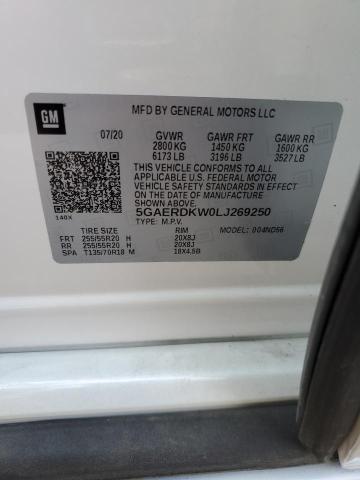 GM
MFD BY GENERAL MOTORS LLC
07/20 GVWR GAWR FRT GAWR RR
2800 KG 1450 KG 1600 KG
6173 LB 3196 LB 3527 LB
THIS VEHICLE CONFORMS TO ALL
APPLICABLE U.S. FEDERAL MOTOR
VEHICLE SAFETY STANDARDS IN EFFECT ON
THE DATE OF MANUFACTURE SHOWN ABOVE.
5GAERDKW0LJ269250
140X TYPE: M.P.V.
TIRE SIZE RIM MODEL:
FRT 255/55R20 H 20X8J
RR 255/55R20 H 20X8J
SPA T135/70R18 M 18X4.5B